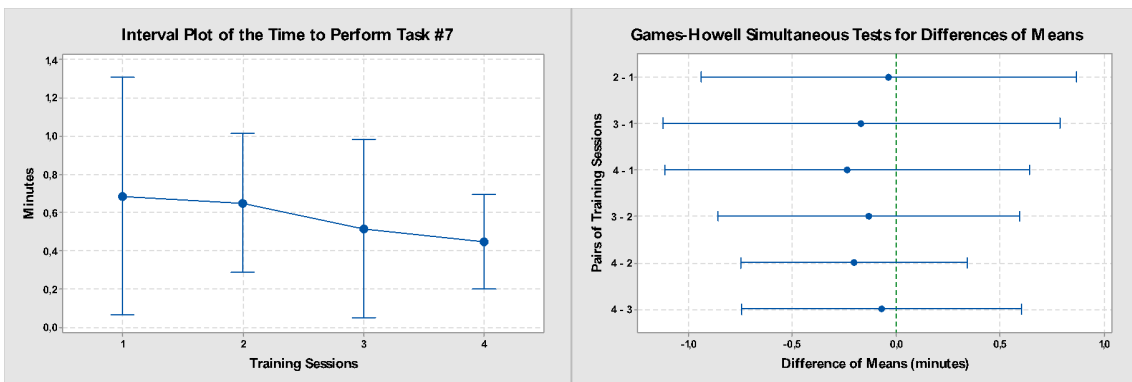 Interval Plot of the Time to Perform Task #7
1,4
1,2
1,0
0,8
0,6
0,4
0,2
0,0
Minutes
1 2 3 4
Training Sessions
Games-Howell Simultaneous Tests for Differences of Means
2 - 1
3 - 1
4 - 1
3 - 2
4 - 2
4 - 3
Pairs of Training Sessions
-1,0 -0,5 0,0 0,5 1,0
Difference of Means (minutes)